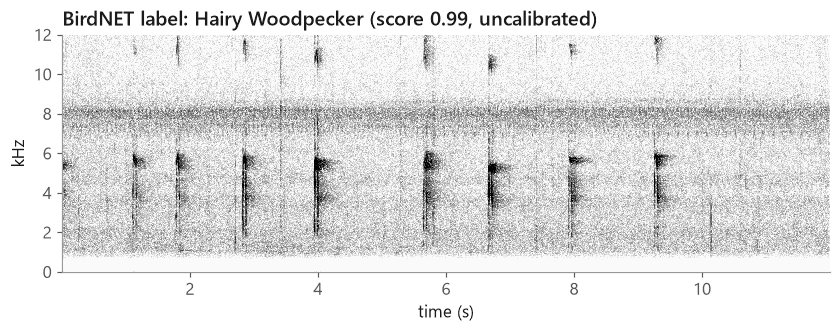 BirdNET label: Hairy Woodpecker (score 0.99, uncalibrated)
12
10
8
6
4
2
0
kHz
2 4 6 8 10
time (s)